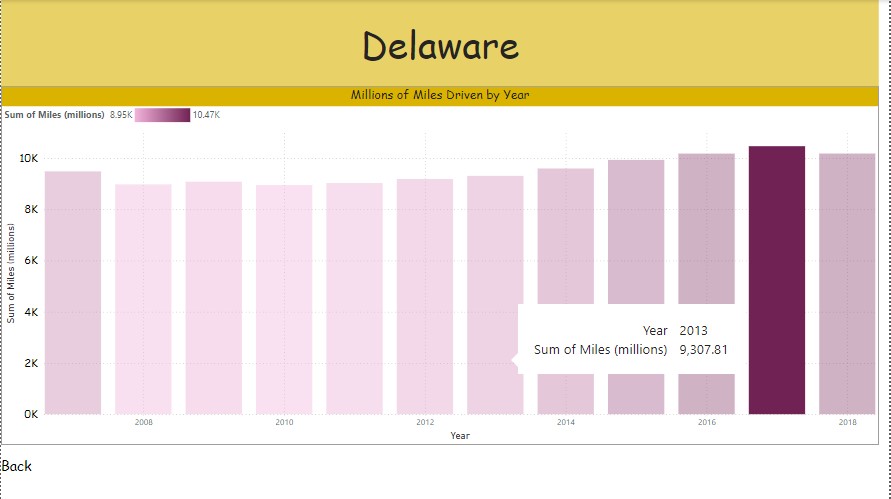 Delaware
Millions of Miles Driven by Year
Sum of Miles (millions) 8.95K 10.47K
10K
8K
6K
4K
2K
0K
Sum of Miles (millions)
Year 2013
Sum of Miles (millions) 9,307.81
2008 2010 2012 2014 2016 2018
Year
Back